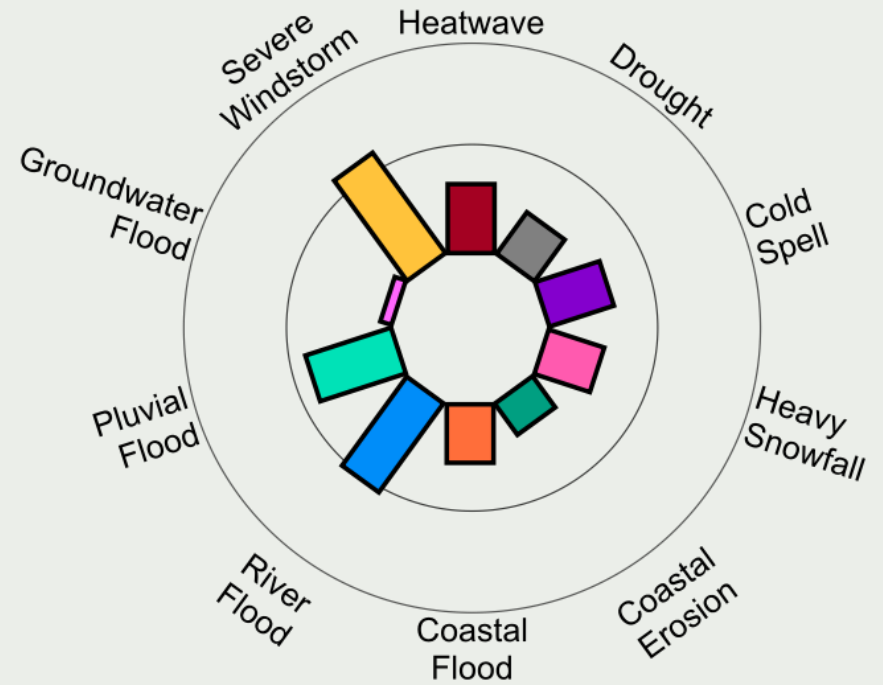 Heatwave
Drought
Cold
Spell
Heavy
Snowfall
Coastal
Erosion
Coastal
Flood
River
Flood
Pluvial
Flood
Groundwater
Flood
Severe
Windstorm